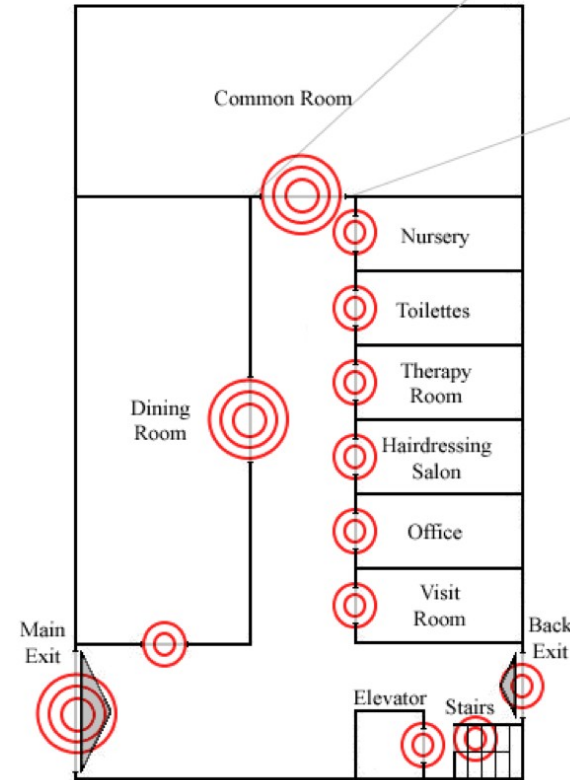 Common Room
Nursery
Toilettes
Therapy
Room
Dining
Room
Hairdressing
Salon
Office
Visit
Room
Main
Exit
Back
Exit
Elevator
Stairs